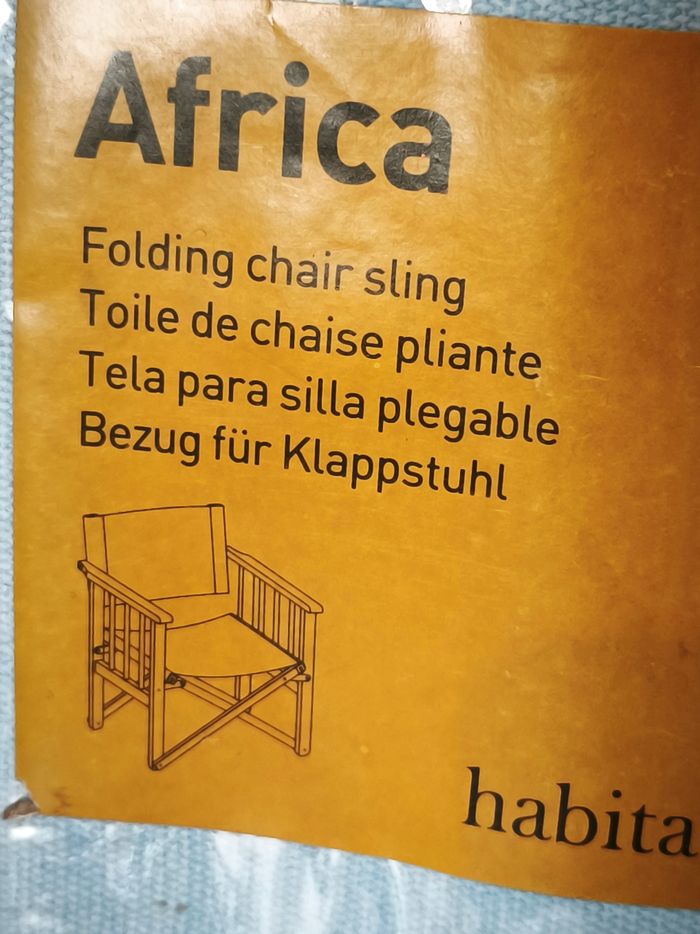 Africa
Folding chair sling
Toile de chaise pliante
Tela para silla plegable
Bezug für Klappstuhl
habita